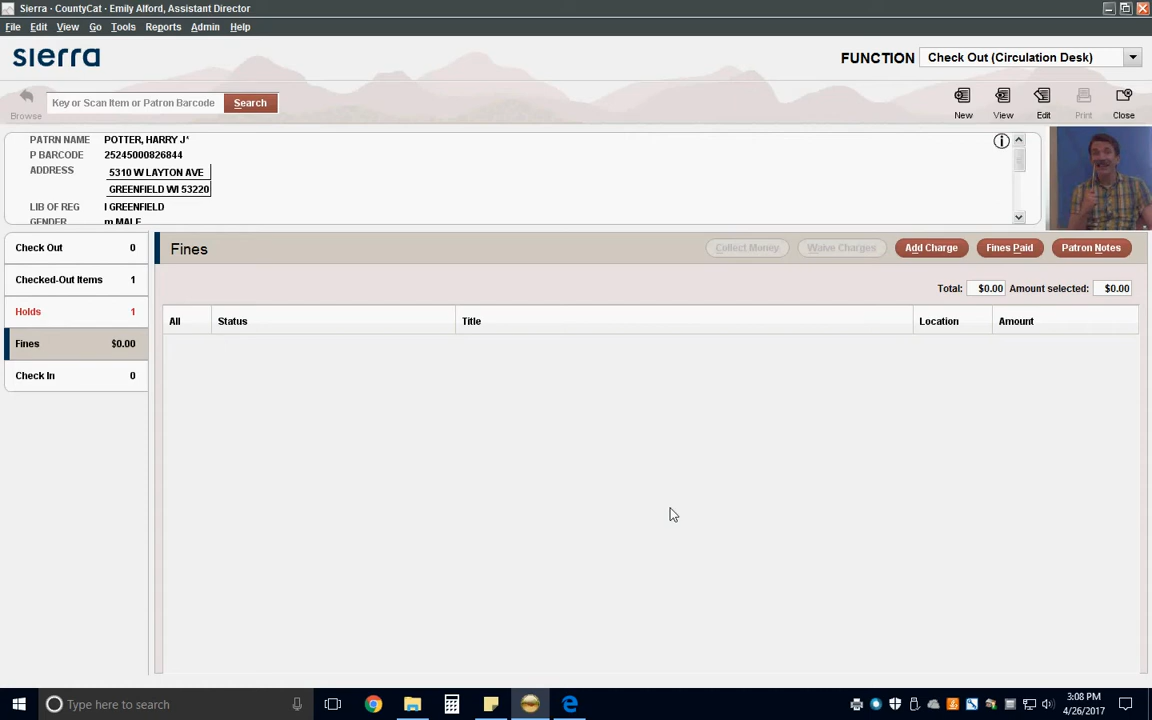 Sierra · CountyCat · Emily Alford, Assistant Director
File Edit View Go Tools Reports Admin Help
sierra
FUNCTION Check Out (Circulation Desk)
Browse Key or Scan Item or Patron Barcode Search New View Edit Print Close
PATRN NAME POTTER, HARRY J*
P BARCODE 25245000826844
ADDRESS 5310 W LAYTON AVE
GREENFIELD WI 53220
LIB OF REG l GREENFIELD
GENDER m MALE
Check Out 0
Checked-Out Items 1
Holds 1
Fines $0.00
Check In 0
Fines Collect Money Waive Charges Add Charge Fines Paid Patron Notes
Total: $0.00 Amount selected: $0.00
All Status Title Location Amount
Type here to search
3:08 PM
4/26/2017